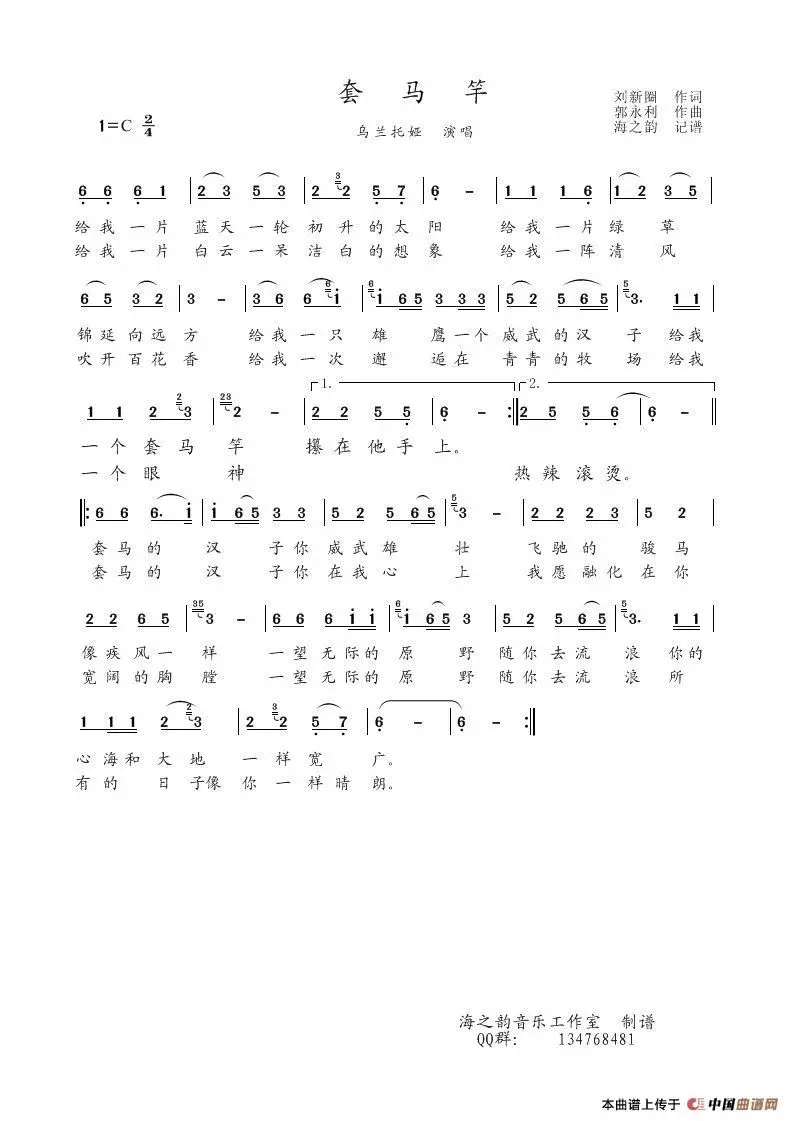 套马竿
刘新圈 作词
郭永利 作曲
海之韵 记谱
1=C 2/4
乌兰托娅 演唱
6 6 6 1 | 2 3 5 3 | 2 3 2 5 7 | 6 - | 1 1 1 6 | 1 2 3 5 |
给我一片 蓝天一轮 初升的太阳 给我一片绿草
给我一片 白云一呆 洁白的想象 给我一阵清风
6 5 3 2 | 3 - | 3 6 6 6 i | 6 i 6 5 3 3 3 | 5 2 5 6 5 | 5 3. 1 1 |
锦延向远方 给我一只雄鹰一个威武的汉子给我
吹开百花香 给我一次邂逅在青青的牧场给我
1. 2.
1 1 2 2 3 | 23 2 - | 2 2 5 5 | 6 - :|| 2 5 5 6 | 6 - ||
一个套马竿 攥在他手上。
一个眼神 热辣滚烫。
||: 6 6 6. i | i 6 5 3 3 | 5 2 5 6 5 | 5 3 - | 2 2 2 3 | 5 2 |
套马的汉子你威武雄壮 飞驰的骏马
套马的汉子你在我心上 我愿融化在你
2 2 6 5 | 35 3 - | 6 6 6 i i | 6 i 6 5 3 | 5 2 5 6 5 | 5 3. 1 1 |
像疾风一样 一望无际的原野随你去流浪你的
宽阔的胸膛 一望无际的原野随你去流浪所
1 1 1 2 2 3 | 2 3 2 5 7 | 6 - | 6 - :||
心海和大地一样宽广。
有的日子像你一样晴朗。
海之韵音乐工作室 制谱
QQ群: 134768481
本曲谱上传于 中国曲谱网